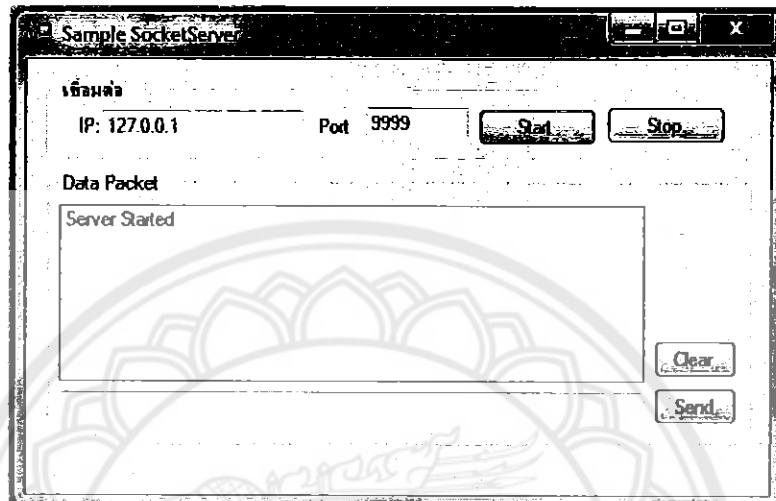 Sample SocketServer
เชื่อมต่อ
IP: 127.0.0.1 Port 9999 Start Stop
Data Packet
Server Started
Clear
Send